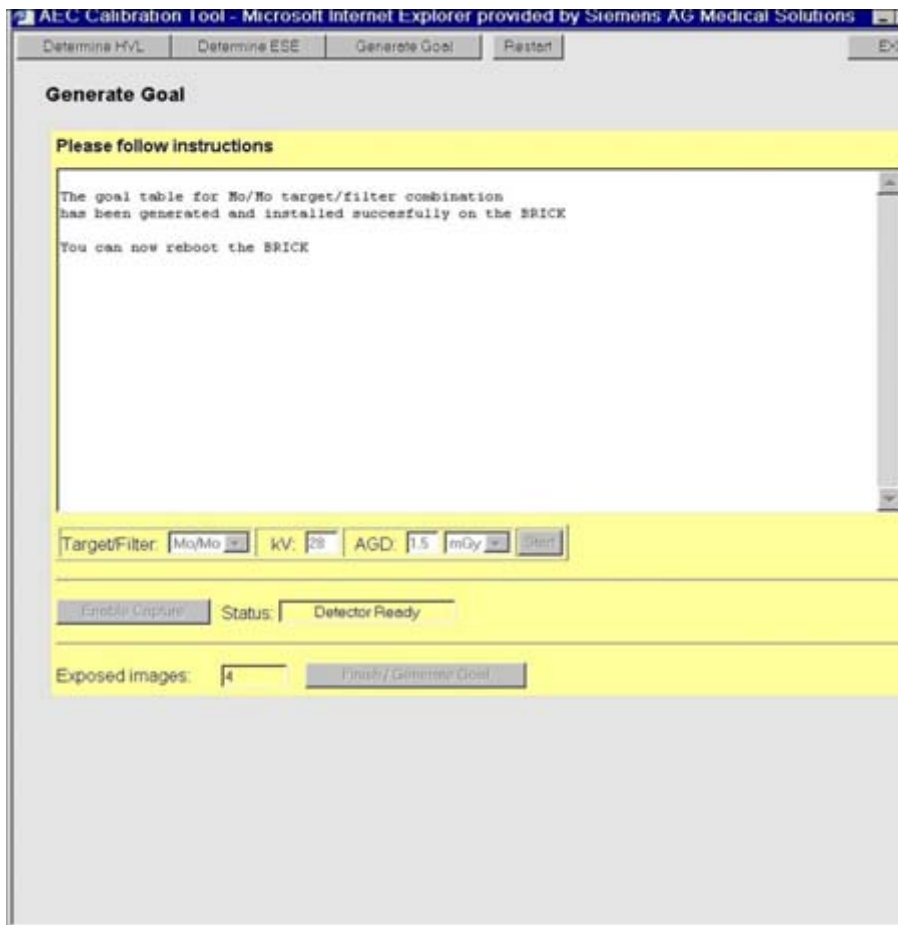 AEC Calibration Tool - Microsoft Internet Explorer provided by Siemens AG Medical Solutions
Determine HVL Determine ESE Generate Goal Restart
Generate Goal
Please follow instructions
The goal table for Mo/Mo target/filter combination
has been generated and installed succesfully on the BRICK
You can now reboot the BRICK
Target/Filter: Mo/Mo kV: 28 AGD: 1.5 mGy Start
Enable Capture Status: Detector Ready
Exposed images: 4 Finish / Generate Goal